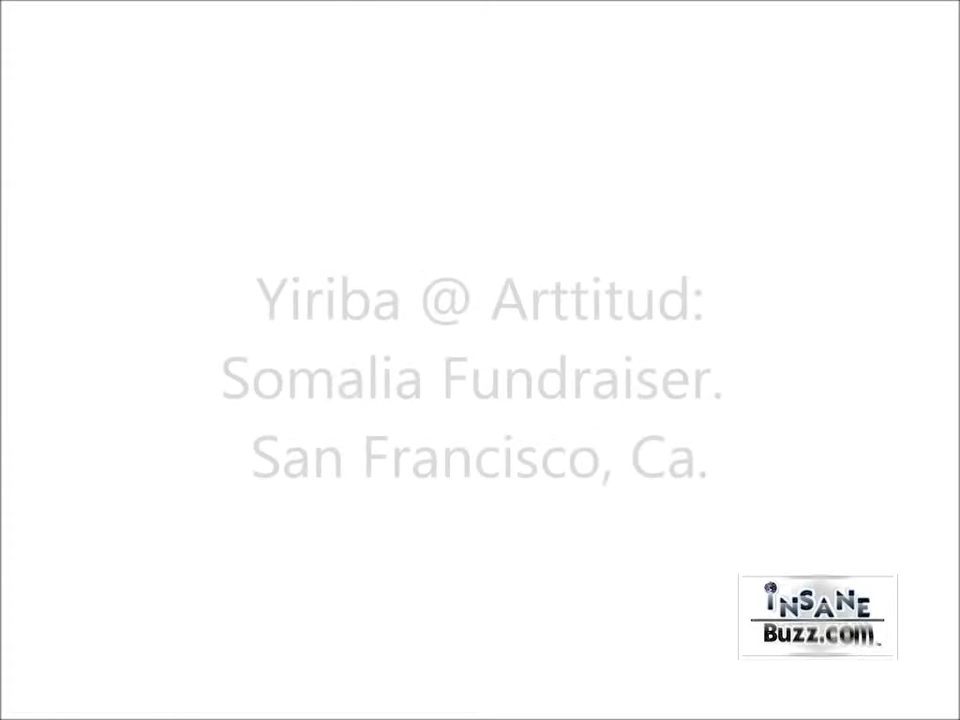 Yiriba @ Arttitud:
Somalia Fundraiser.
San Francisco, Ca.
iNSANE
Buzz.com